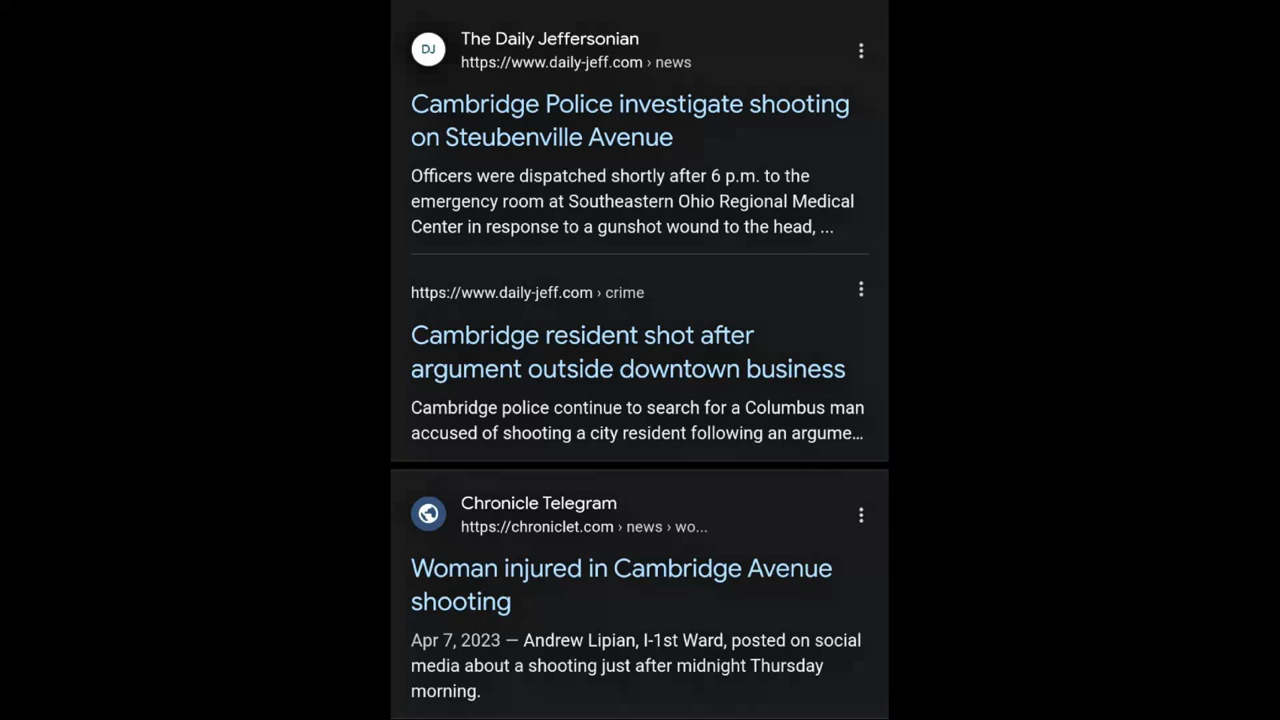 DJ
The Daily Jeffersonian
https://www.daily-jeff.com › news
Cambridge Police investigate shooting
on Steubenville Avenue
Officers were dispatched shortly after 6 p.m. to the
emergency room at Southeastern Ohio Regional Medical
Center in response to a gunshot wound to the head, ...
https://www.daily-jeff.com › crime
Cambridge resident shot after
argument outside downtown business
Cambridge police continue to search for a Columbus man
accused of shooting a city resident following an argume...
Chronicle Telegram
https://chroniclet.com › news › wo...
Woman injured in Cambridge Avenue
shooting
Apr 7, 2023 — Andrew Lipian, I-1st Ward, posted on social
media about a shooting just after midnight Thursday
morning.